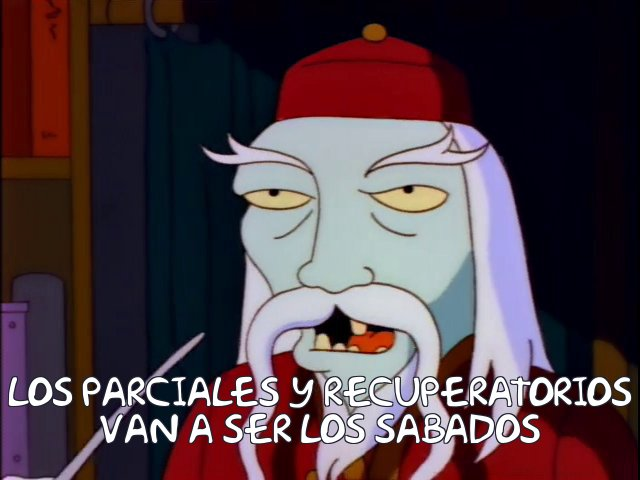 LOS PARCIALES Y RECUPERATORIOS
VAN A SER LOS SABADOS